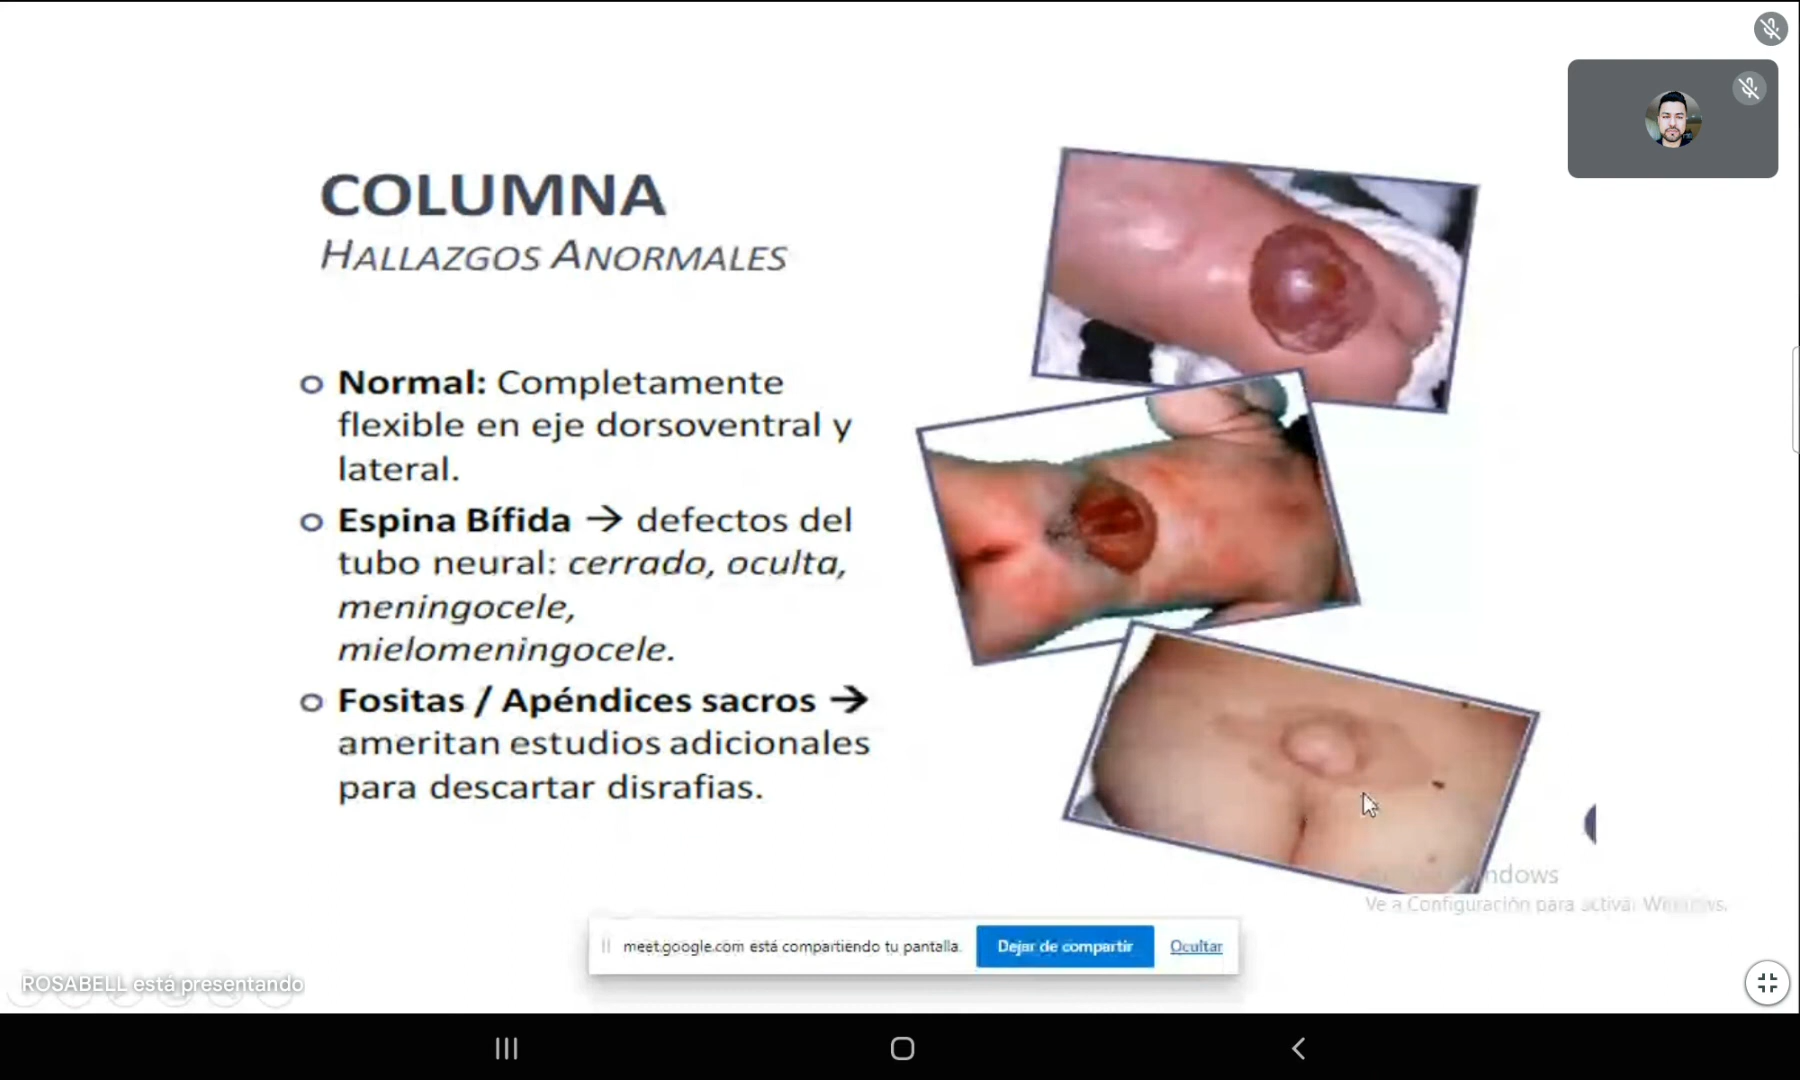 COLUMNA
HALLAZGOS ANORMALES
Normal: Completamente
flexible en eje dorsoventral y
lateral.
Espina Bífida → defectos del
tubo neural: cerrado, oculta,
meningocele,
mielomeningocele.
Fositas / Apéndices sacros →
ameritan estudios adicionales
para descartar disrafias.
ndows
Ve a Configuración para activar Windows.
meet.google.com está compartiendo tu pantalla.
Dejar de compartir
Ocultar
ROSABELL está presentando